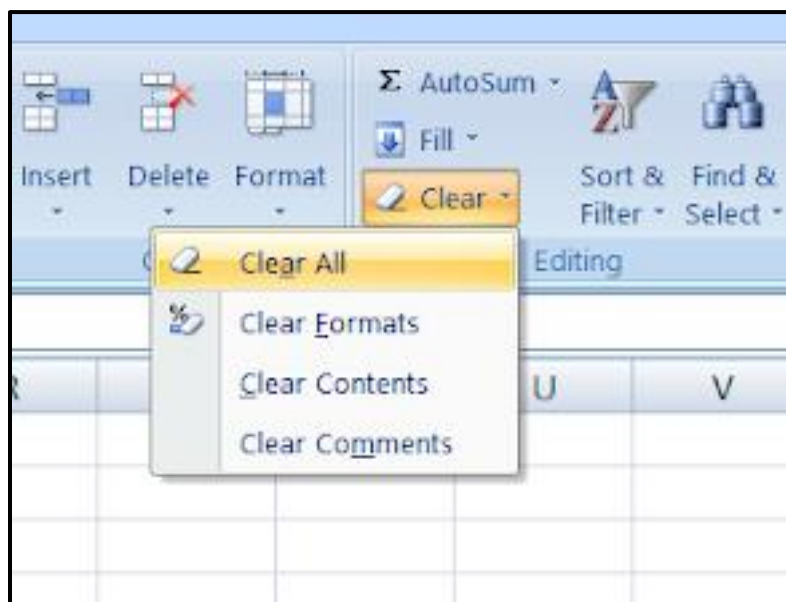 Σ AutoSum
Fill
Insert Delete Format
Clear
Sort & Filter
Find & Select
Editing
Clear All
Clear Formats
Clear Contents
Clear Comments
U V